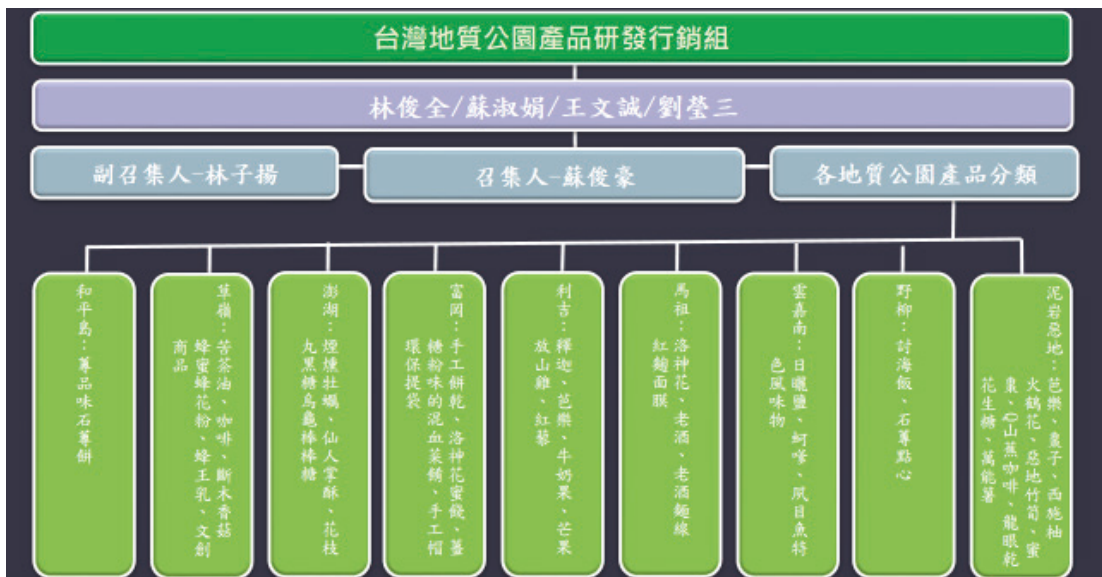 台灣地質公園產品研發行銷組
林俊全/蘇淑娟/王文誠/劉瑩三
副召集人-林子揚
召集人-蘇俊豪
各地質公園產品分類
和平島：尊品味石尊餅
草嶺：苦茶油、咖啡、斷木香菇
蜂蜜蜂花粉、蜂王乳、文創
商品
澎湖：煙燻牡蠣、仙人掌酥、花枝
丸黑糖烏龜棒棒糖
富岡：手工餅乾、洛神花蜜餞、薑
糖粉味的混血菜餚、手工帽
環保提袋
利吉：釋迦、芭樂、牛奶果、芒果
放山雞、紅藜
馬祖：洛神花、老酒、老酒麵線
紅麴面膜
雲嘉南：日曬鹽、蚵嗲、虱目魚特
色風味物
野柳：討海飯、石尊點心
泥岩惡地：芭樂、棗子、西施柚
火鶴花、惡地竹筍、蜜
棗、山蕉咖啡、龍眼乾
花生糖、萬能薯